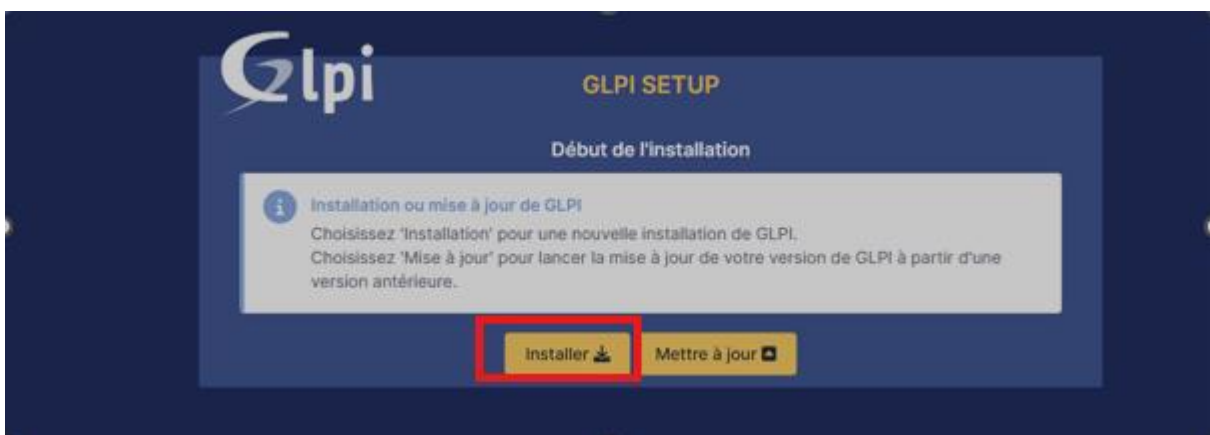 Glpi
GLPI SETUP
Début de l'installation
Installation ou mise à jour de GLPI
Choisissez 'Installation' pour une nouvelle installation de GLPI.
Choisissez 'Mise à jour' pour lancer la mise à jour de votre version de GLPI à partir d'une
version antérieure.
Installer
Mettre à jour